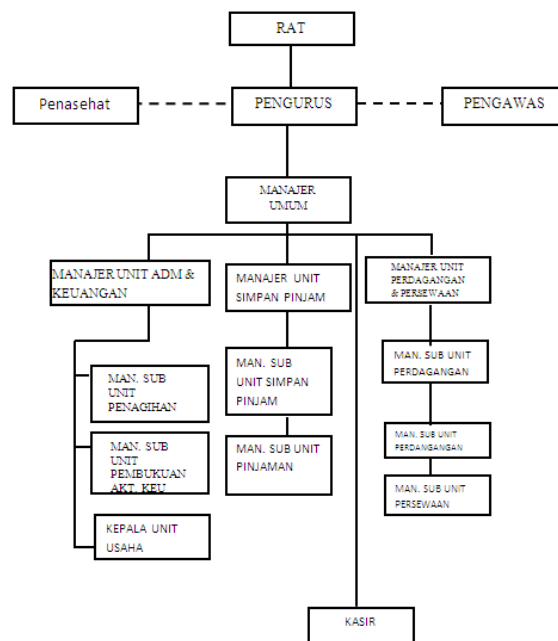 RAT
Penasehat
PENGURUS
PENGAWAS
MANAJER
UMUM
MANAJER UNIT ADM &
KEUANGAN
MANAJER UNIT
SIMPAN PINJAM
MANAJER UNIT
PERDAGANGAN
& PERSEWAAN
MAN. SUB
UNIT
PENAGIHAN
MAN. SUB
UNIT SIMPAN
PINJAM
MAN. SUB UNIT
PERDAGANGAN
MAN. SUB
UNIT
PEMBUKUAN
AKT. KEU
MAN. SUB UNIT
PINJAMAN
MAN. SUB UNIT
PERDANGANGAN
MAN. SUB UNIT
PERSEWAAN
KEPALA UNIT
USAHA
KASIR